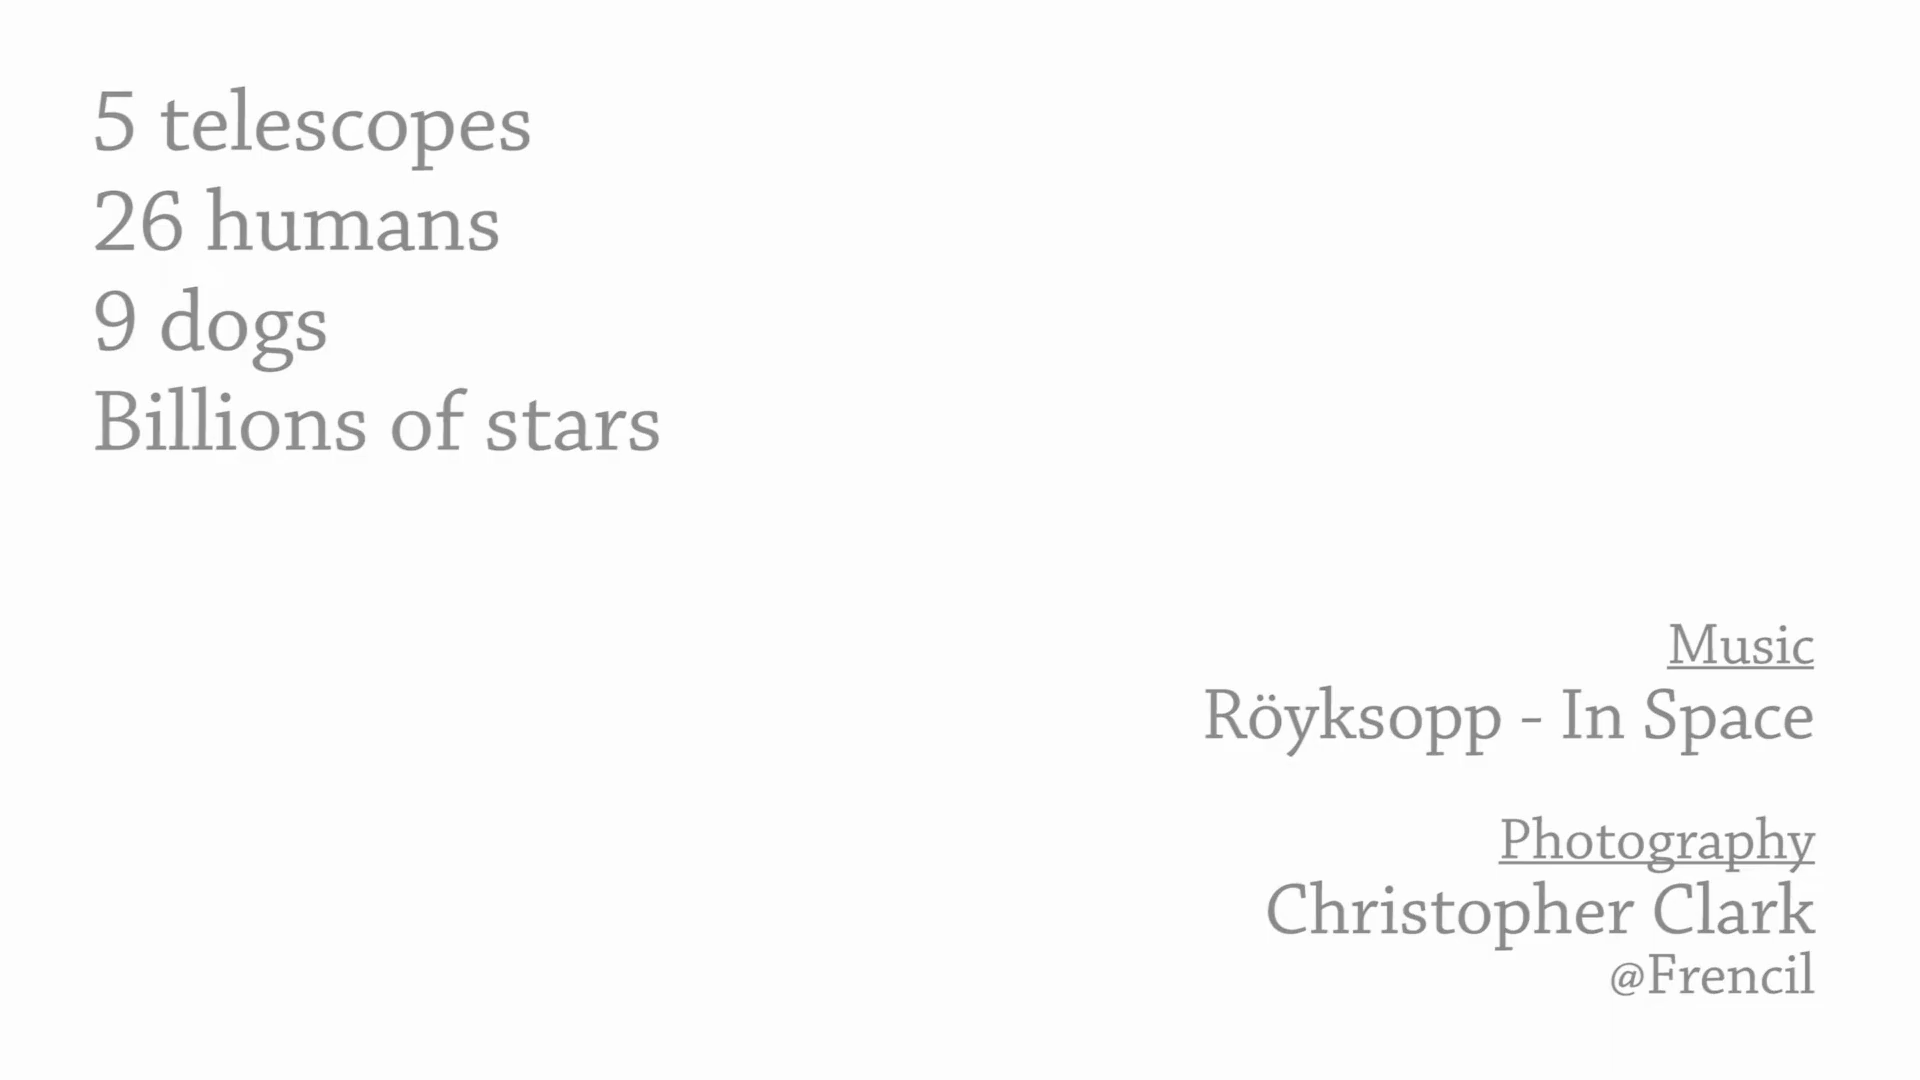 5 telescopes
26 humans
9 dogs
Billions of stars
Music
Röyksopp - In Space
Photography
Christopher Clark
@Frencil